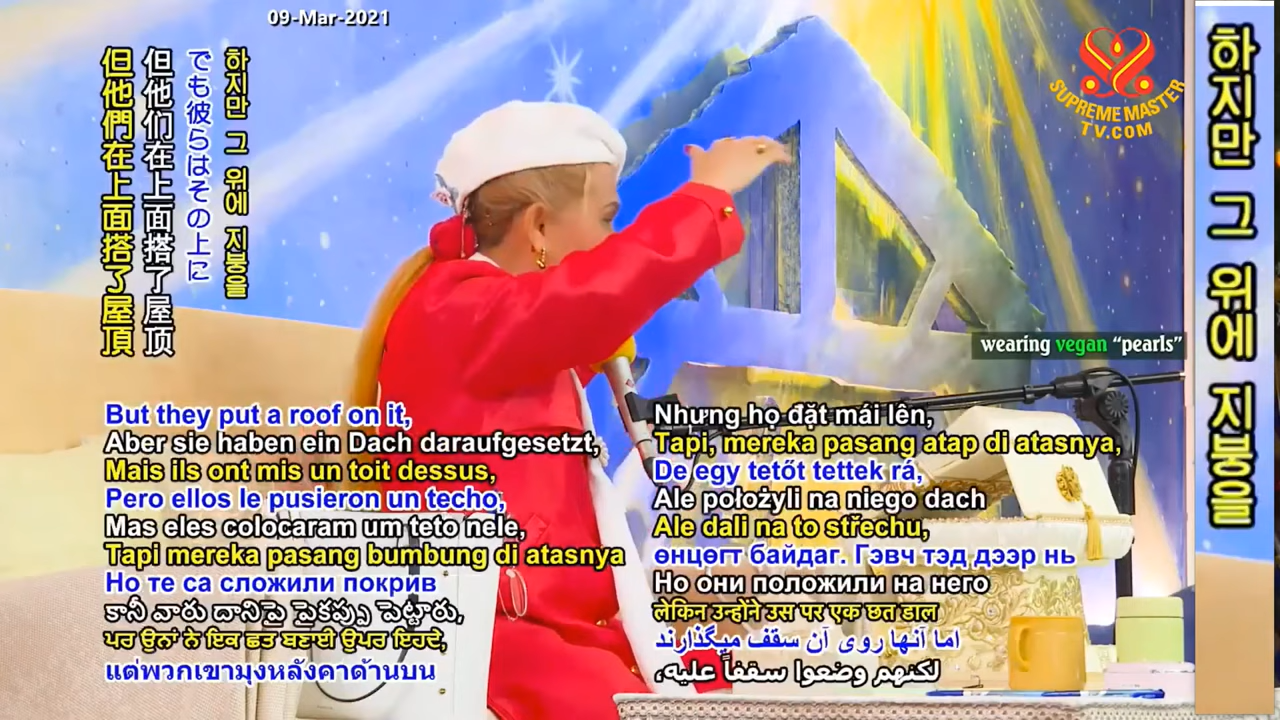 09-Mar-2021
하지만 그 위에 지붕을
でも彼らはその上に
但他们在上面搭了屋顶
但他們在上面搭了屋頂
SUPREME MASTER
TV.COM
하지만 그 위에 지붕을
wearing vegan “pearls”
But they put a roof on it,
Aber sie haben ein Dach daraufgesetzt,
Mais ils ont mis un toit dessus,
Pero ellos le pusieron un techo,
Mas eles colocaram um teto nele,
Tapi mereka pasang bumbung di atasnya
Но те са сложили покрив
కానీ వారు దానిపై పైకప్పు పెట్టారు,
ਪਰ ਉਨਾਂ ਨੇ ਇਕ ਛਤ ਬਣਾਈ ਉਪਰ ਇਹਦੇ,
แต่พวกเขามุงหลังคาด้านบน
Nhưng họ đặt mái lên,
Tapi, mereka pasang atap di atasnya,
De egy tetőt tettek rá,
Ale położyli na niego dach
Ale dali na to střechu,
өнцөгт байдаг. Гэвч тэд дээр нь
Но они положили на него
लेकिन उन्होंने उस पर एक छत डाल
اما آنها روی آن سقف میگذارند
لكنهم وضعوا سقفاً عليه،